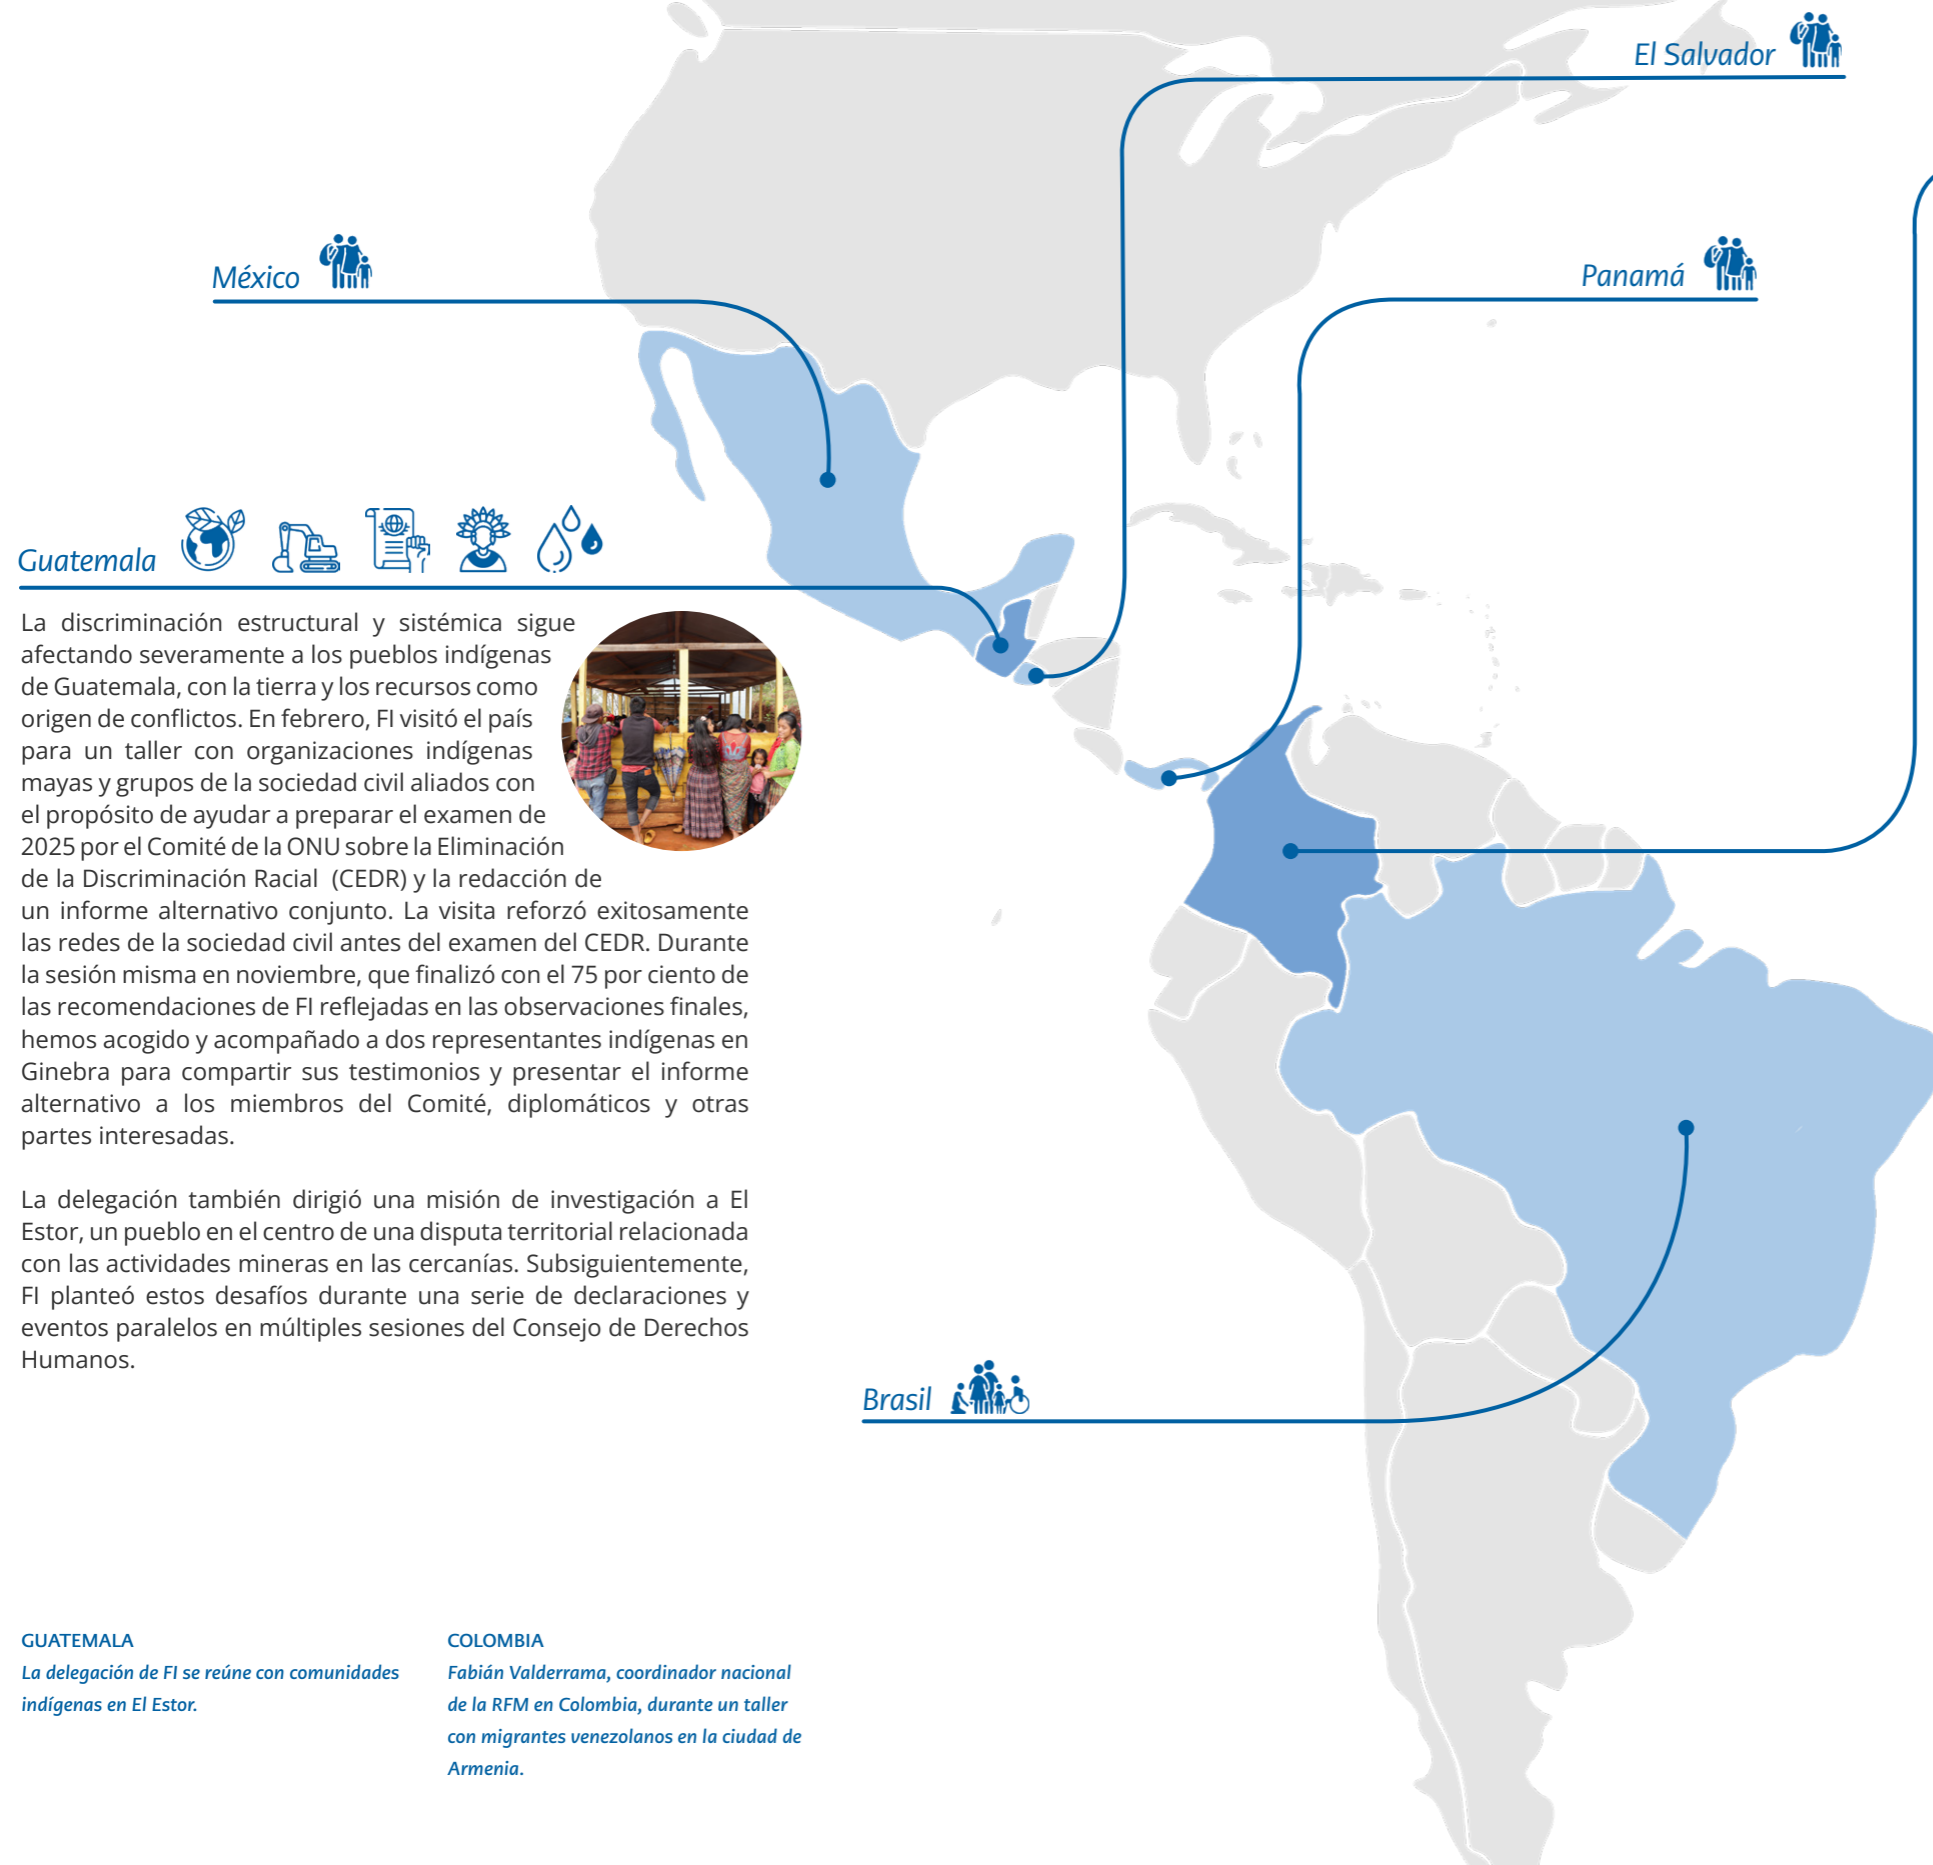 El Salvador
México
Panamá
Guatemala
La discriminación estructural y sistémica sigue
afectando severamente a los pueblos indígenas
de Guatemala, con la tierra y los recursos como
origen de conflictos. En febrero, FI visitó el país
para un taller con organizaciones indígenas
mayas y grupos de la sociedad civil aliados con
el propósito de ayudar a preparar el examen de
2025 por el Comité de la ONU sobre la Eliminación
de la Discriminación Racial (CEDR) y la redacción de
un informe alternativo conjunto. La visita reforzó exitosamente
las redes de la sociedad civil antes del examen del CEDR. Durante
la sesión misma en noviembre, que finalizó con el 75 por ciento de
las recomendaciones de FI reflejadas en las observaciones finales,
hemos acogido y acompañado a dos representantes indígenas en
Ginebra para compartir sus testimonios y presentar el informe
alternativo a los miembros del Comité, diplomáticos y otras
partes interesadas.
La delegación también dirigió una misión de investigación a El
Estor, un pueblo en el centro de una disputa territorial relacionada
con las actividades mineras en las cercanías. Subsiguientemente,
FI planteó estos desafíos durante una serie de declaraciones y
eventos paralelos en múltiples sesiones del Consejo de Derechos
Humanos.
Brasil
GUATEMALA
La delegación de FI se reúne con comunidades
indígenas en El Estor.
COLOMBIA
Fabián Valderrama, coordinador nacional
de la RFM en Colombia, durante un taller
con migrantes venezolanos en la ciudad de
Armenia.